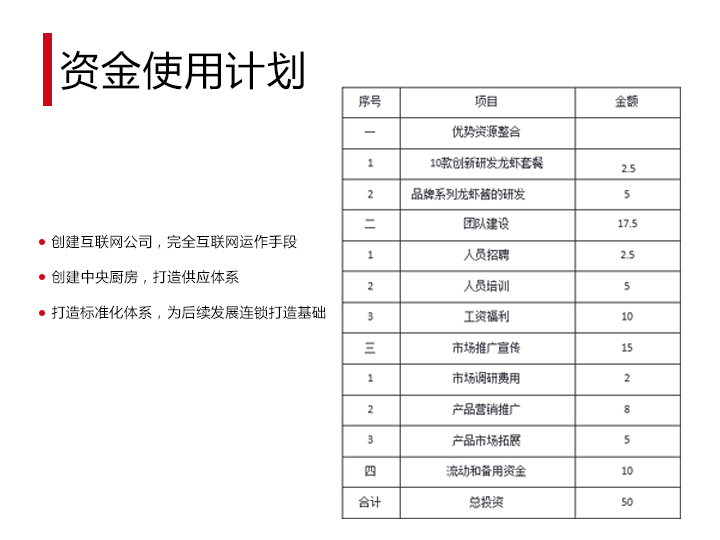 资金使用计划
创建互联网公司，完全互联网运作手段
创建中央厨房，打造供应体系
打造标准化体系，为后续发展连锁打造基础
序号 项目 金额
一 优势资源整合
1 10款创新研发龙虾套餐 2.5
2 品牌系列龙虾酱的研发 5
二 团队建设 17.5
1 人员招聘 2.5
2 人员培训 5
3 工资福利 10
三 市场推广宣传 15
1 市场调研费用 2
2 产品营销推广 8
3 产品市场拓展 5
四 流动和备用资金 10
合计 总投资 50